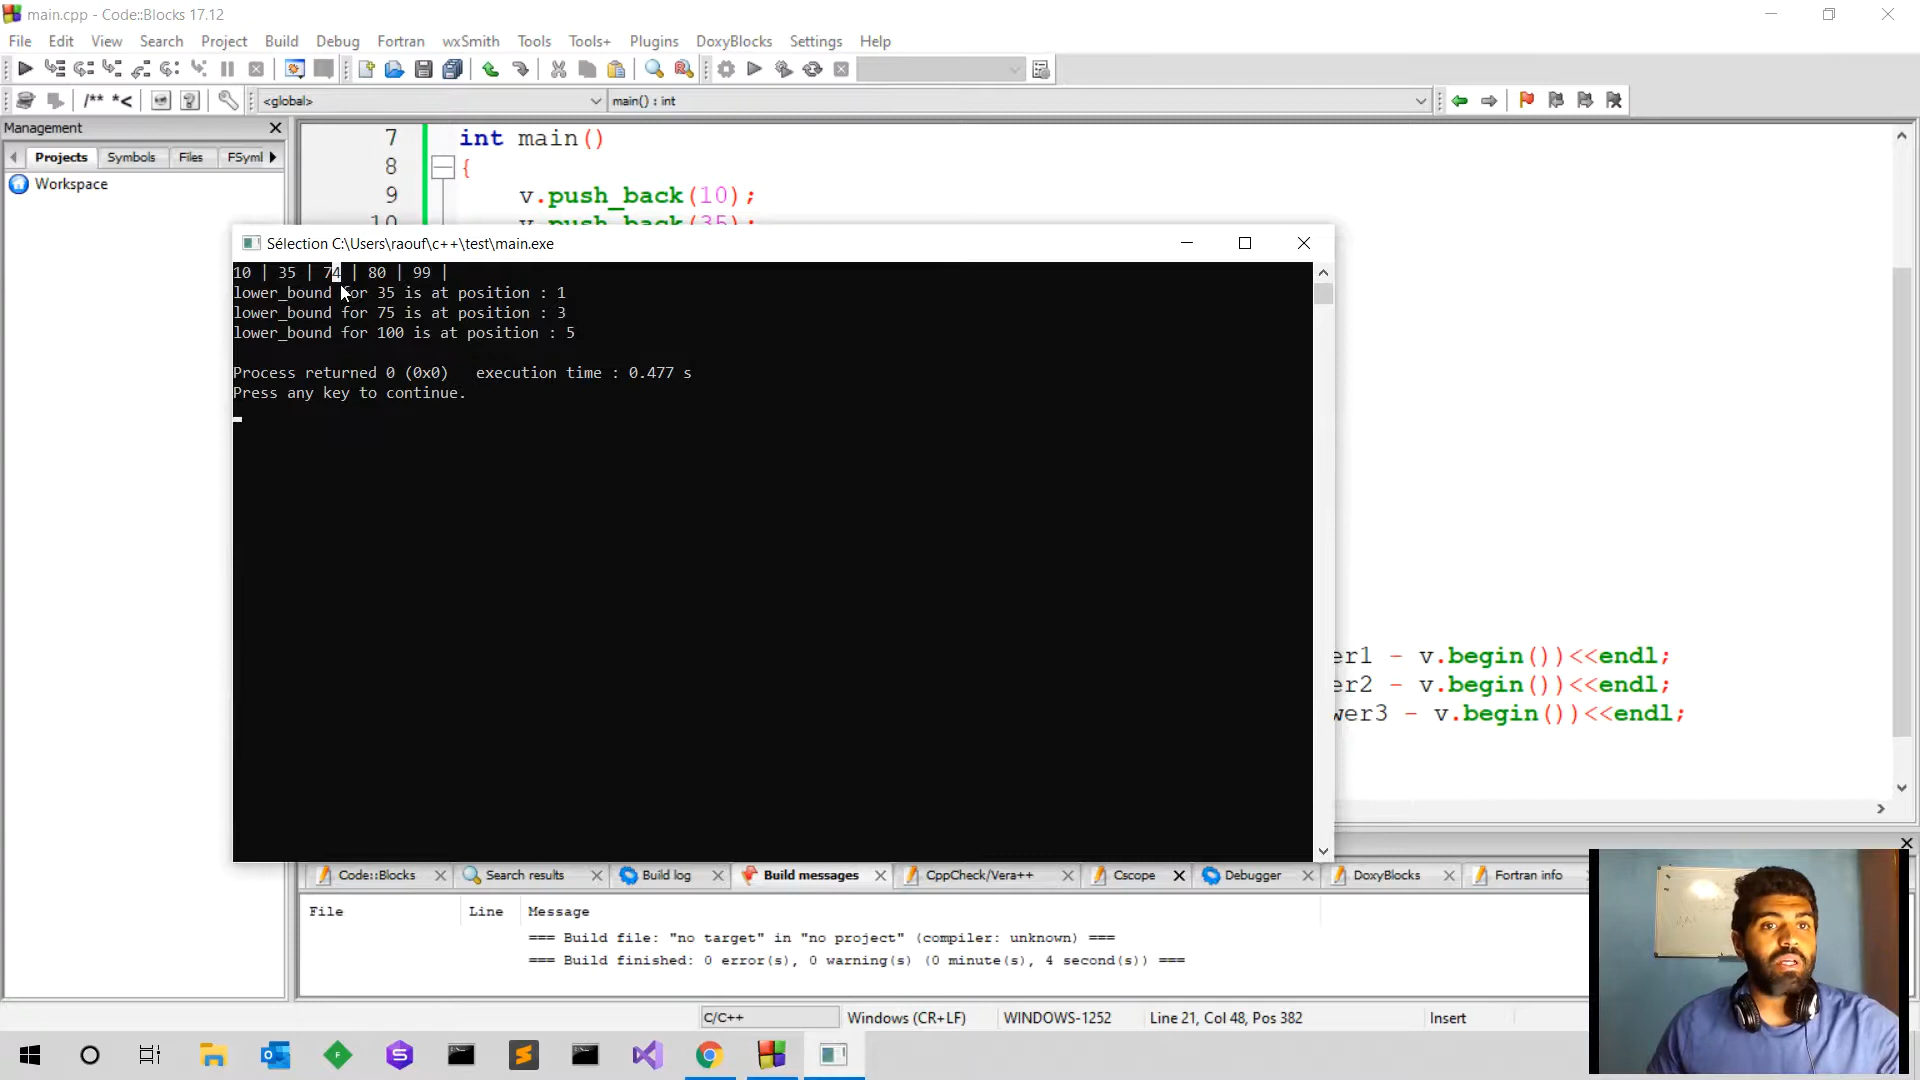 main.cpp - Code::Blocks 17.12
File Edit View Search Project Build Debug Fortran wxSmith Tools Tools+ Plugins DoxyBlocks Settings Help
/** *<
<global>
main() : int
Management
Projects Symbols Files FSyml
Workspace
7 int main()
8 {
9 v.push_back(10);
10 v.push_back(35);
Sélection C:\Users\raouf\c++\test\main.exe
10 | 35 | 74 | 80 | 99 |
lower_bound for 35 is at position : 1
lower_bound for 75 is at position : 3
lower_bound for 100 is at position : 5
Process returned 0 (0x0) execution time : 0.477 s
Press any key to continue.
er1 - v.begin())<<endl;
er2 - v.begin())<<endl;
wer3 - v.begin())<<endl;
Code::Blocks Search results Build log Build messages CppCheck/Vera++ Cscope Debugger DoxyBlocks Fortran info
File Line Message
=== Build file: "no target" in "no project" (compiler: unknown) ===
=== Build finished: 0 error(s), 0 warning(s) (0 minute(s), 4 second(s)) ===
C/C++ Windows (CR+LF) WINDOWS-1252 Line 21, Col 48, Pos 382 Insert